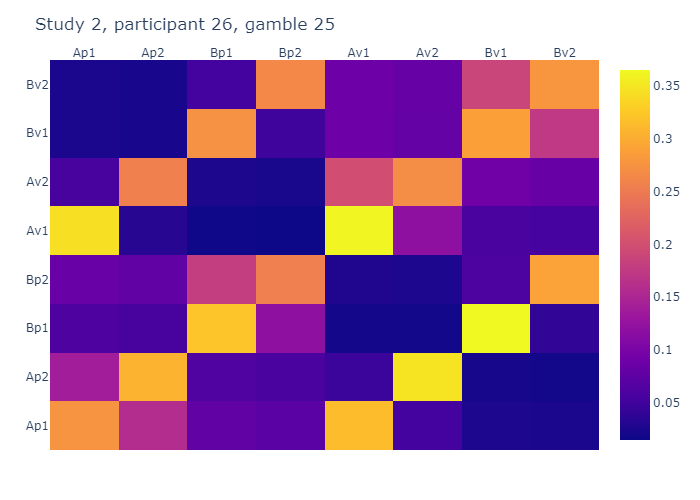 Study 2, participant 26, gamble 25
Ap1 Ap2 Bp1 Bp2 Av1 Av2 Bv1 Bv2
Bv2
Bv1
Av2
Av1
Bp2
Bp1
Ap2
Ap1
0.35
0.3
0.25
0.2
0.15
0.1
0.05